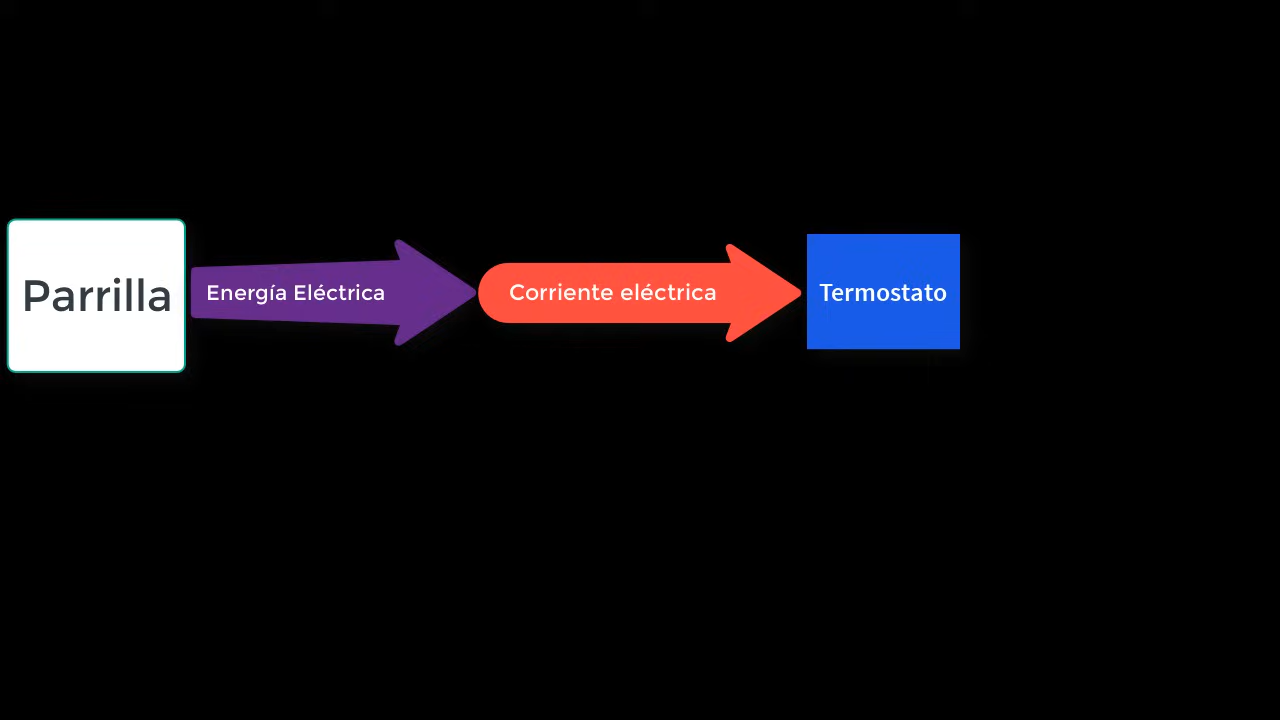 Parrilla
Energía Eléctrica
Corriente eléctrica
Termostato